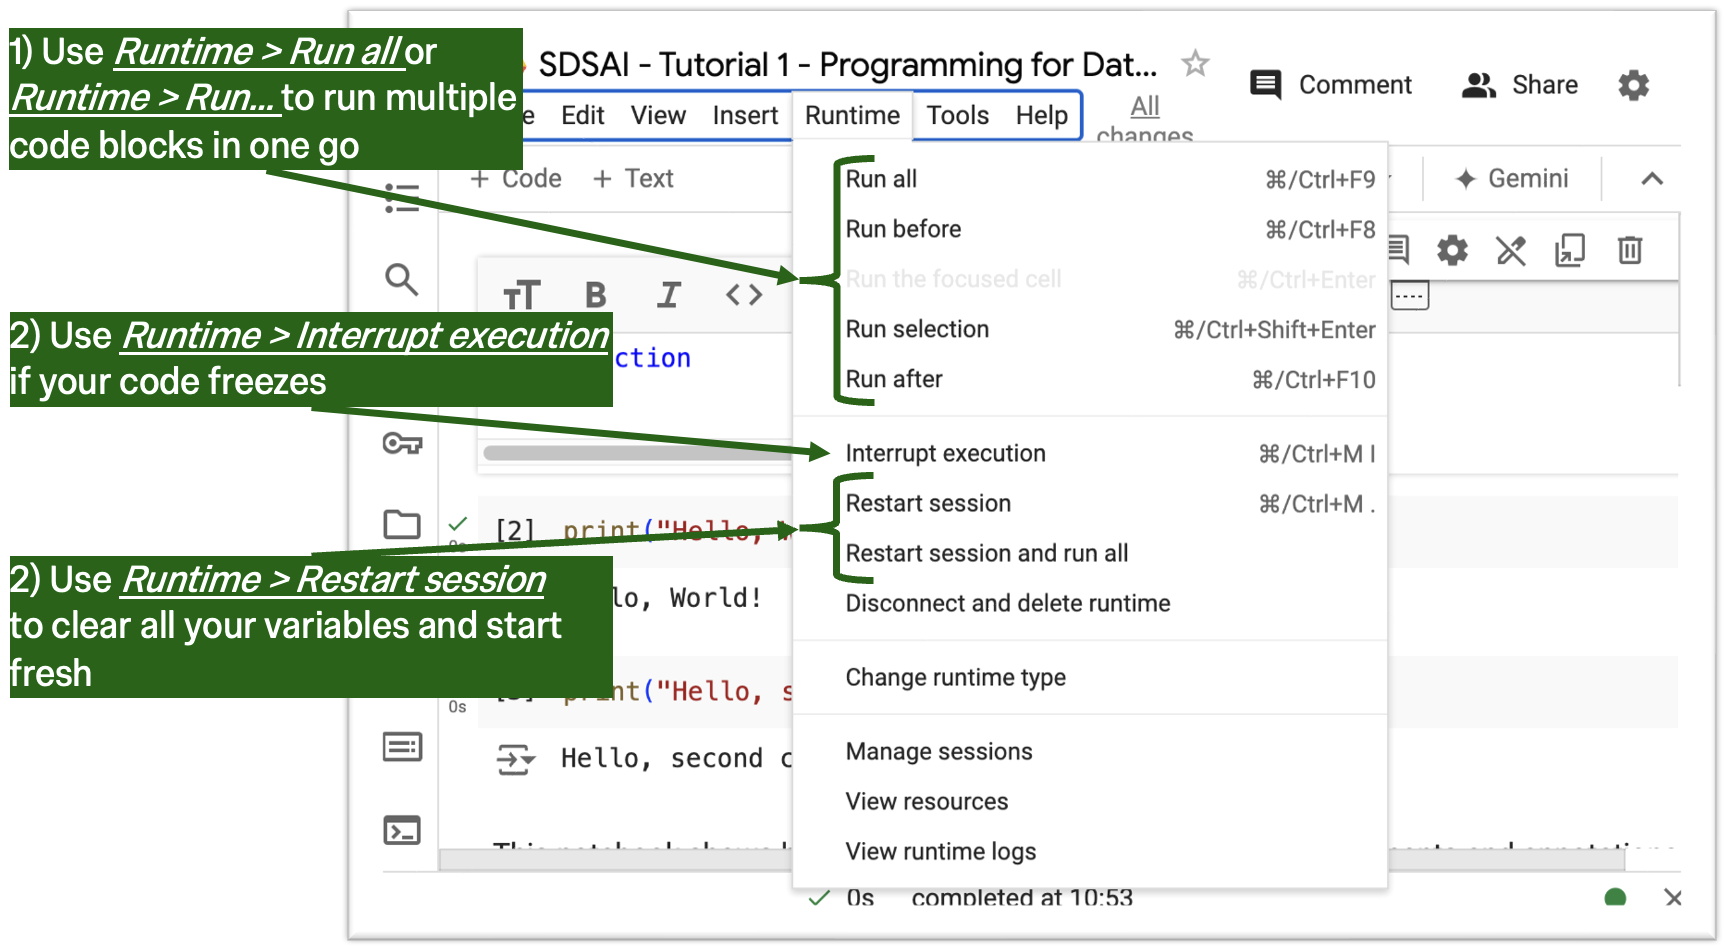 1) Use Runtime > Run all or
Runtime > Run... to run multiple
code blocks in one go
SDSAI - Tutorial 1 - Programming for Dat...
Comment
Share
Edit View Insert Runtime Tools Help
All
changes
+ Code + Text
Gemini
Run all ⌘/Ctrl+F9
Run before ⌘/Ctrl+F8
Run the focused cell ⌘/Ctrl+Enter
Run selection ⌘/Ctrl+Shift+Enter
Run after ⌘/Ctrl+F10
B I <>
2) Use Runtime > Interrupt execution
if your code freezes
ction
Interrupt execution ⌘/Ctrl+M I
Restart session ⌘/Ctrl+M .
Restart session and run all
Disconnect and delete runtime
Change runtime type
Manage sessions
View resources
View runtime logs
[2] print("Hello,
2) Use Runtime > Restart session
to clear all your variables and start
fresh
lo, World!
print("Hello, s
0s
Hello, second c
This notebook shows
0s completed at 10:53